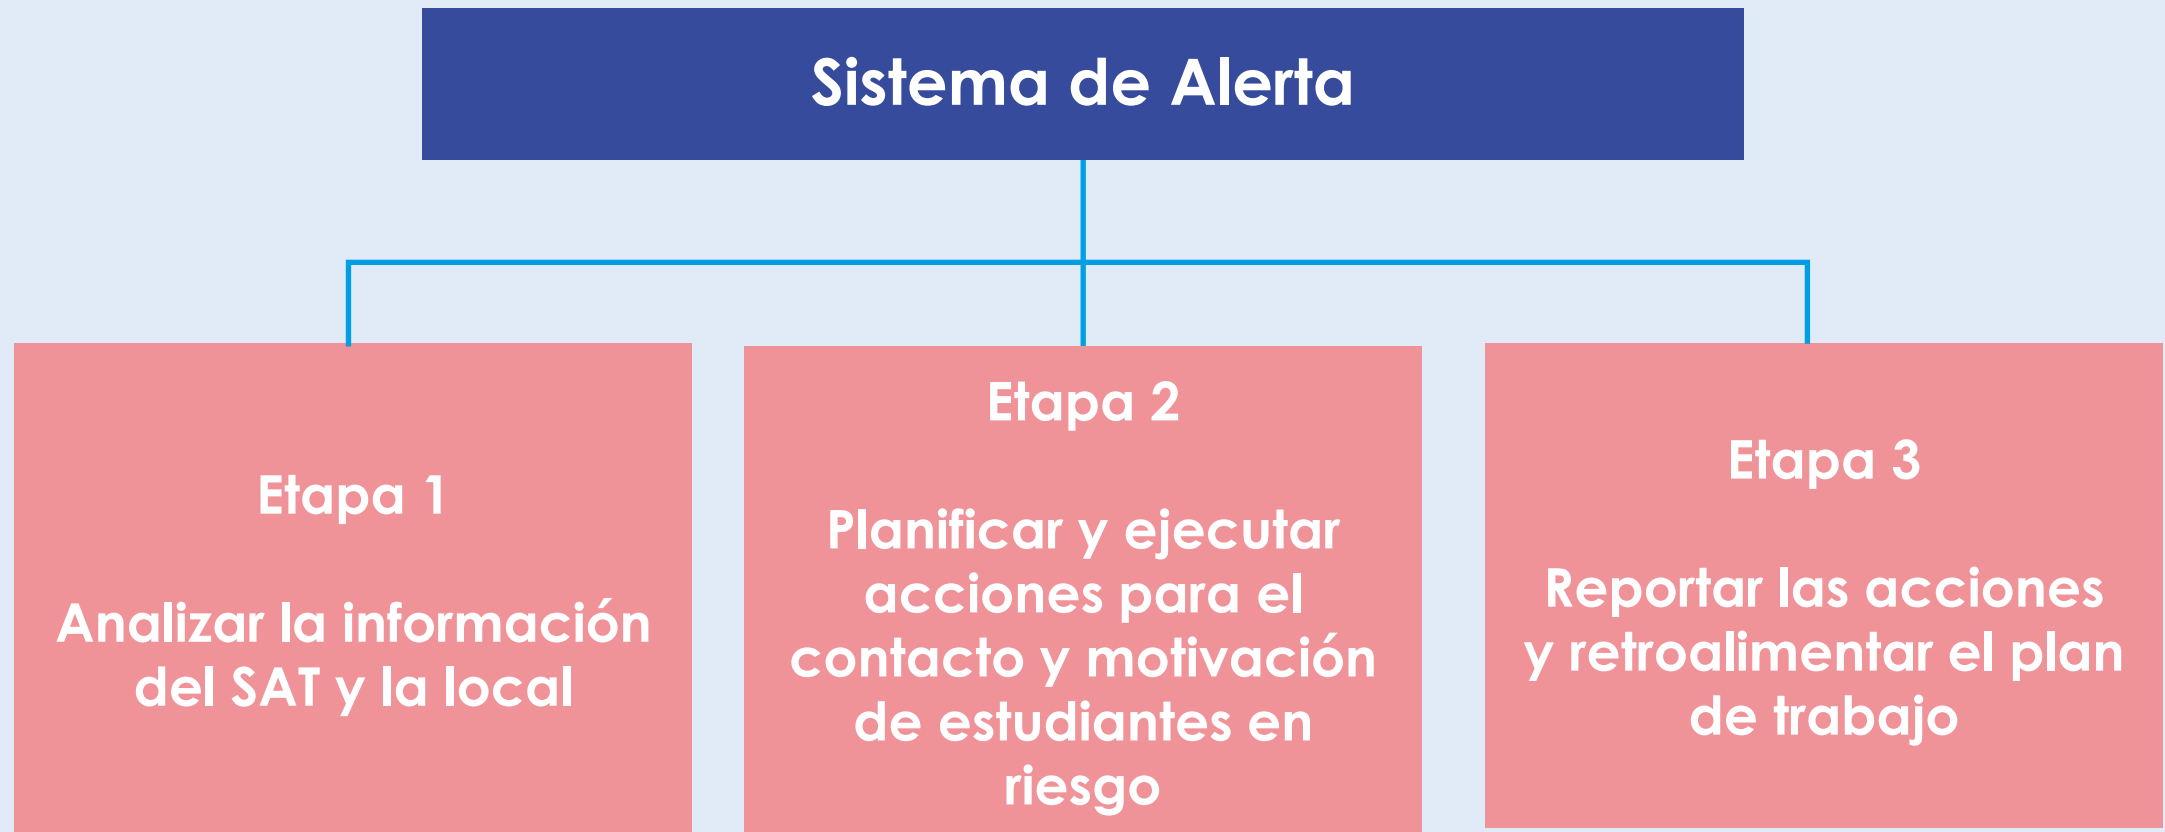 Sistema de Alerta
Etapa 1
Analizar la información
del SAT y la local
Etapa 2
Planificar y ejecutar
acciones para el
contacto y motivación
de estudiantes en
riesgo
Etapa 3
Reportar las acciones
y retroalimentar el plan
de trabajo